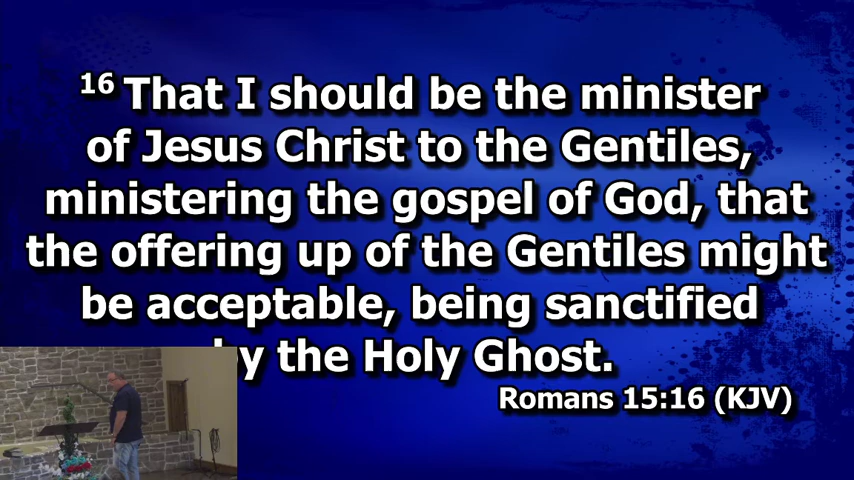 16 That I should be the minister
of Jesus Christ to the Gentiles,
ministering the gospel of God, that
the offering up of the Gentiles might
be acceptable, being sanctified
by the Holy Ghost.
Romans 15:16 (KJV)